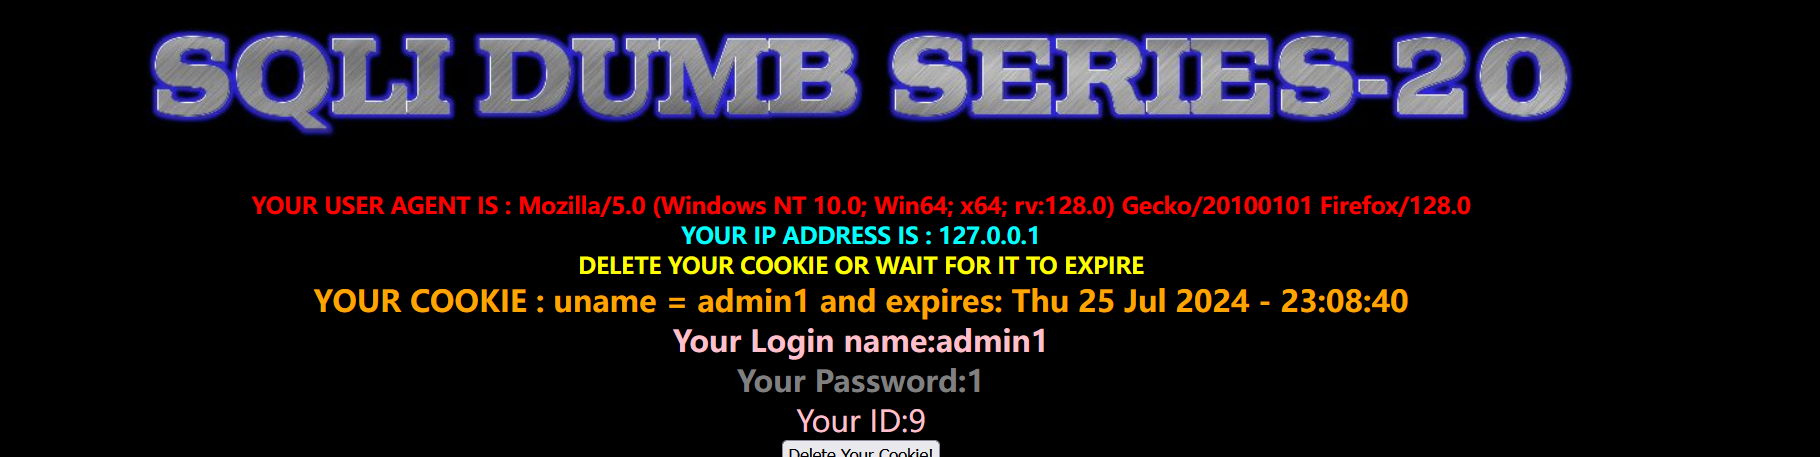 SQLI DUMB SERIES-20
YOUR USER AGENT IS : Mozilla/5.0 (Windows NT 10.0; Win64; x64; rv:128.0) Gecko/20100101 Firefox/128.0
YOUR IP ADDRESS IS : 127.0.0.1
DELETE YOUR COOKIE OR WAIT FOR IT TO EXPIRE
YOUR COOKIE : uname = admin1 and expires: Thu 25 Jul 2024 - 23:08:40
Your Login name:admin1
Your Password:1
Your ID:9
Delete Your Cookie!